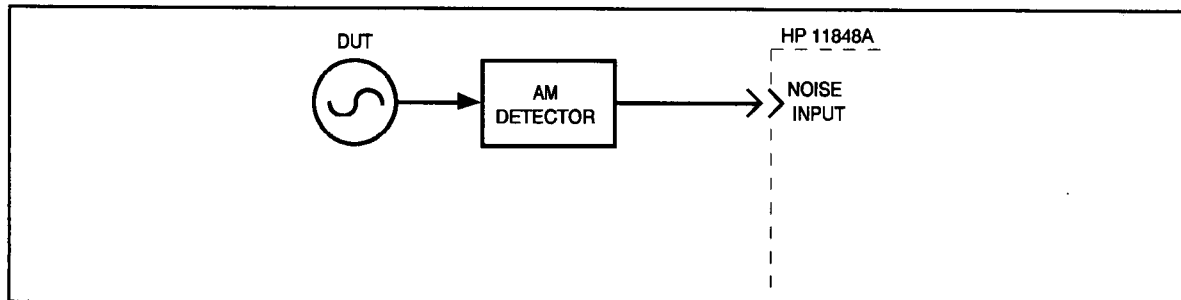 HP 11848A
DUT
AM
DETECTOR
NOISE
INPUT